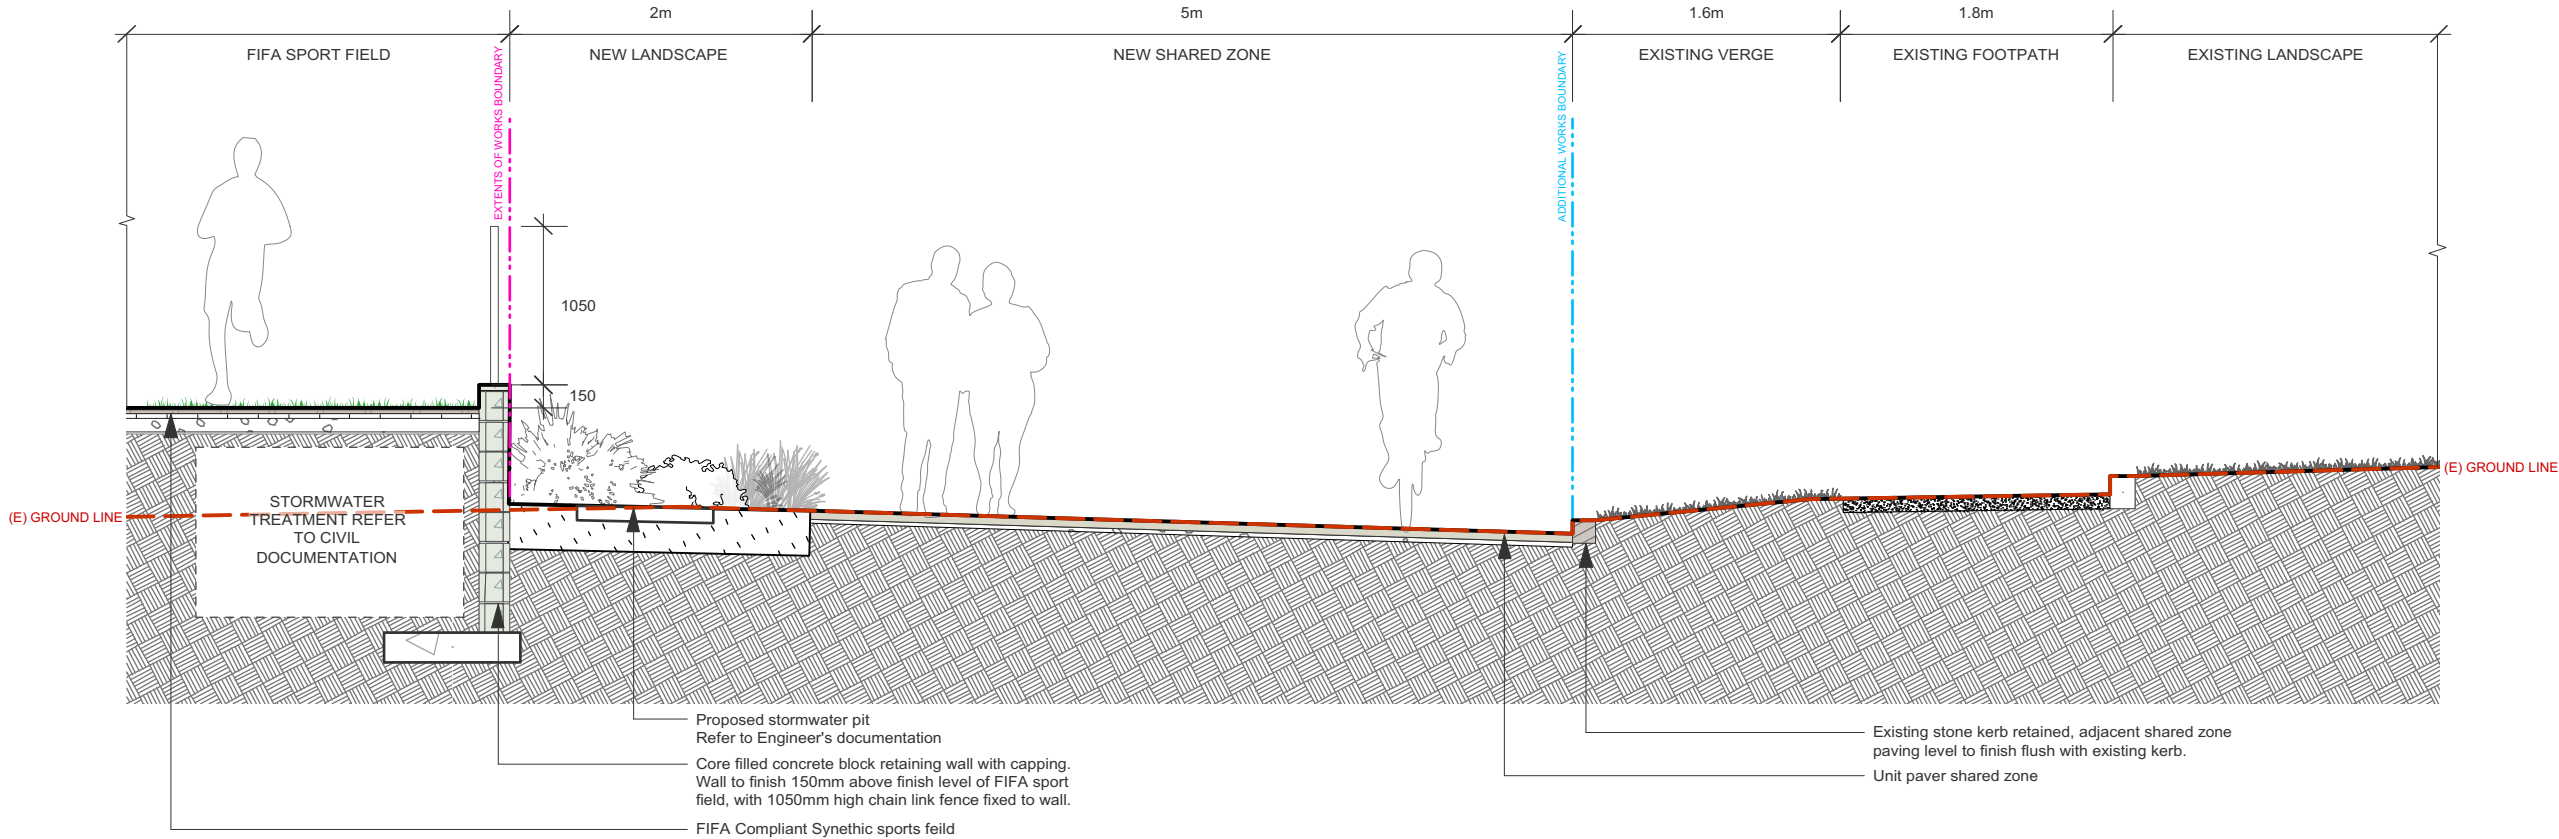 2m
5m
1.6m
1.8m
FIFA SPORT FIELD
NEW LANDSCAPE
NEW SHARED ZONE
EXISTING VERGE
EXISTING FOOTPATH
EXISTING LANDSCAPE
EXTENTS OF WORKS BOUNDARY
ADDITIONAL WORKS BOUNDARY
1050
150
(E) GROUND LINE
(E) GROUND LINE
STORMWATER
TREATMENT REFER
TO CIVIL
DOCUMENTATION
Proposed stormwater pit
Refer to Engineer's documentation
Core filled concrete block retaining wall with capping.
Wall to finish 150mm above finish level of FIFA sport
field, with 1050mm high chain link fence fixed to wall.
FIFA Compliant Synethic sports feild
Existing stone kerb retained, adjacent shared zone
paving level to finish flush with existing kerb.
Unit paver shared zone